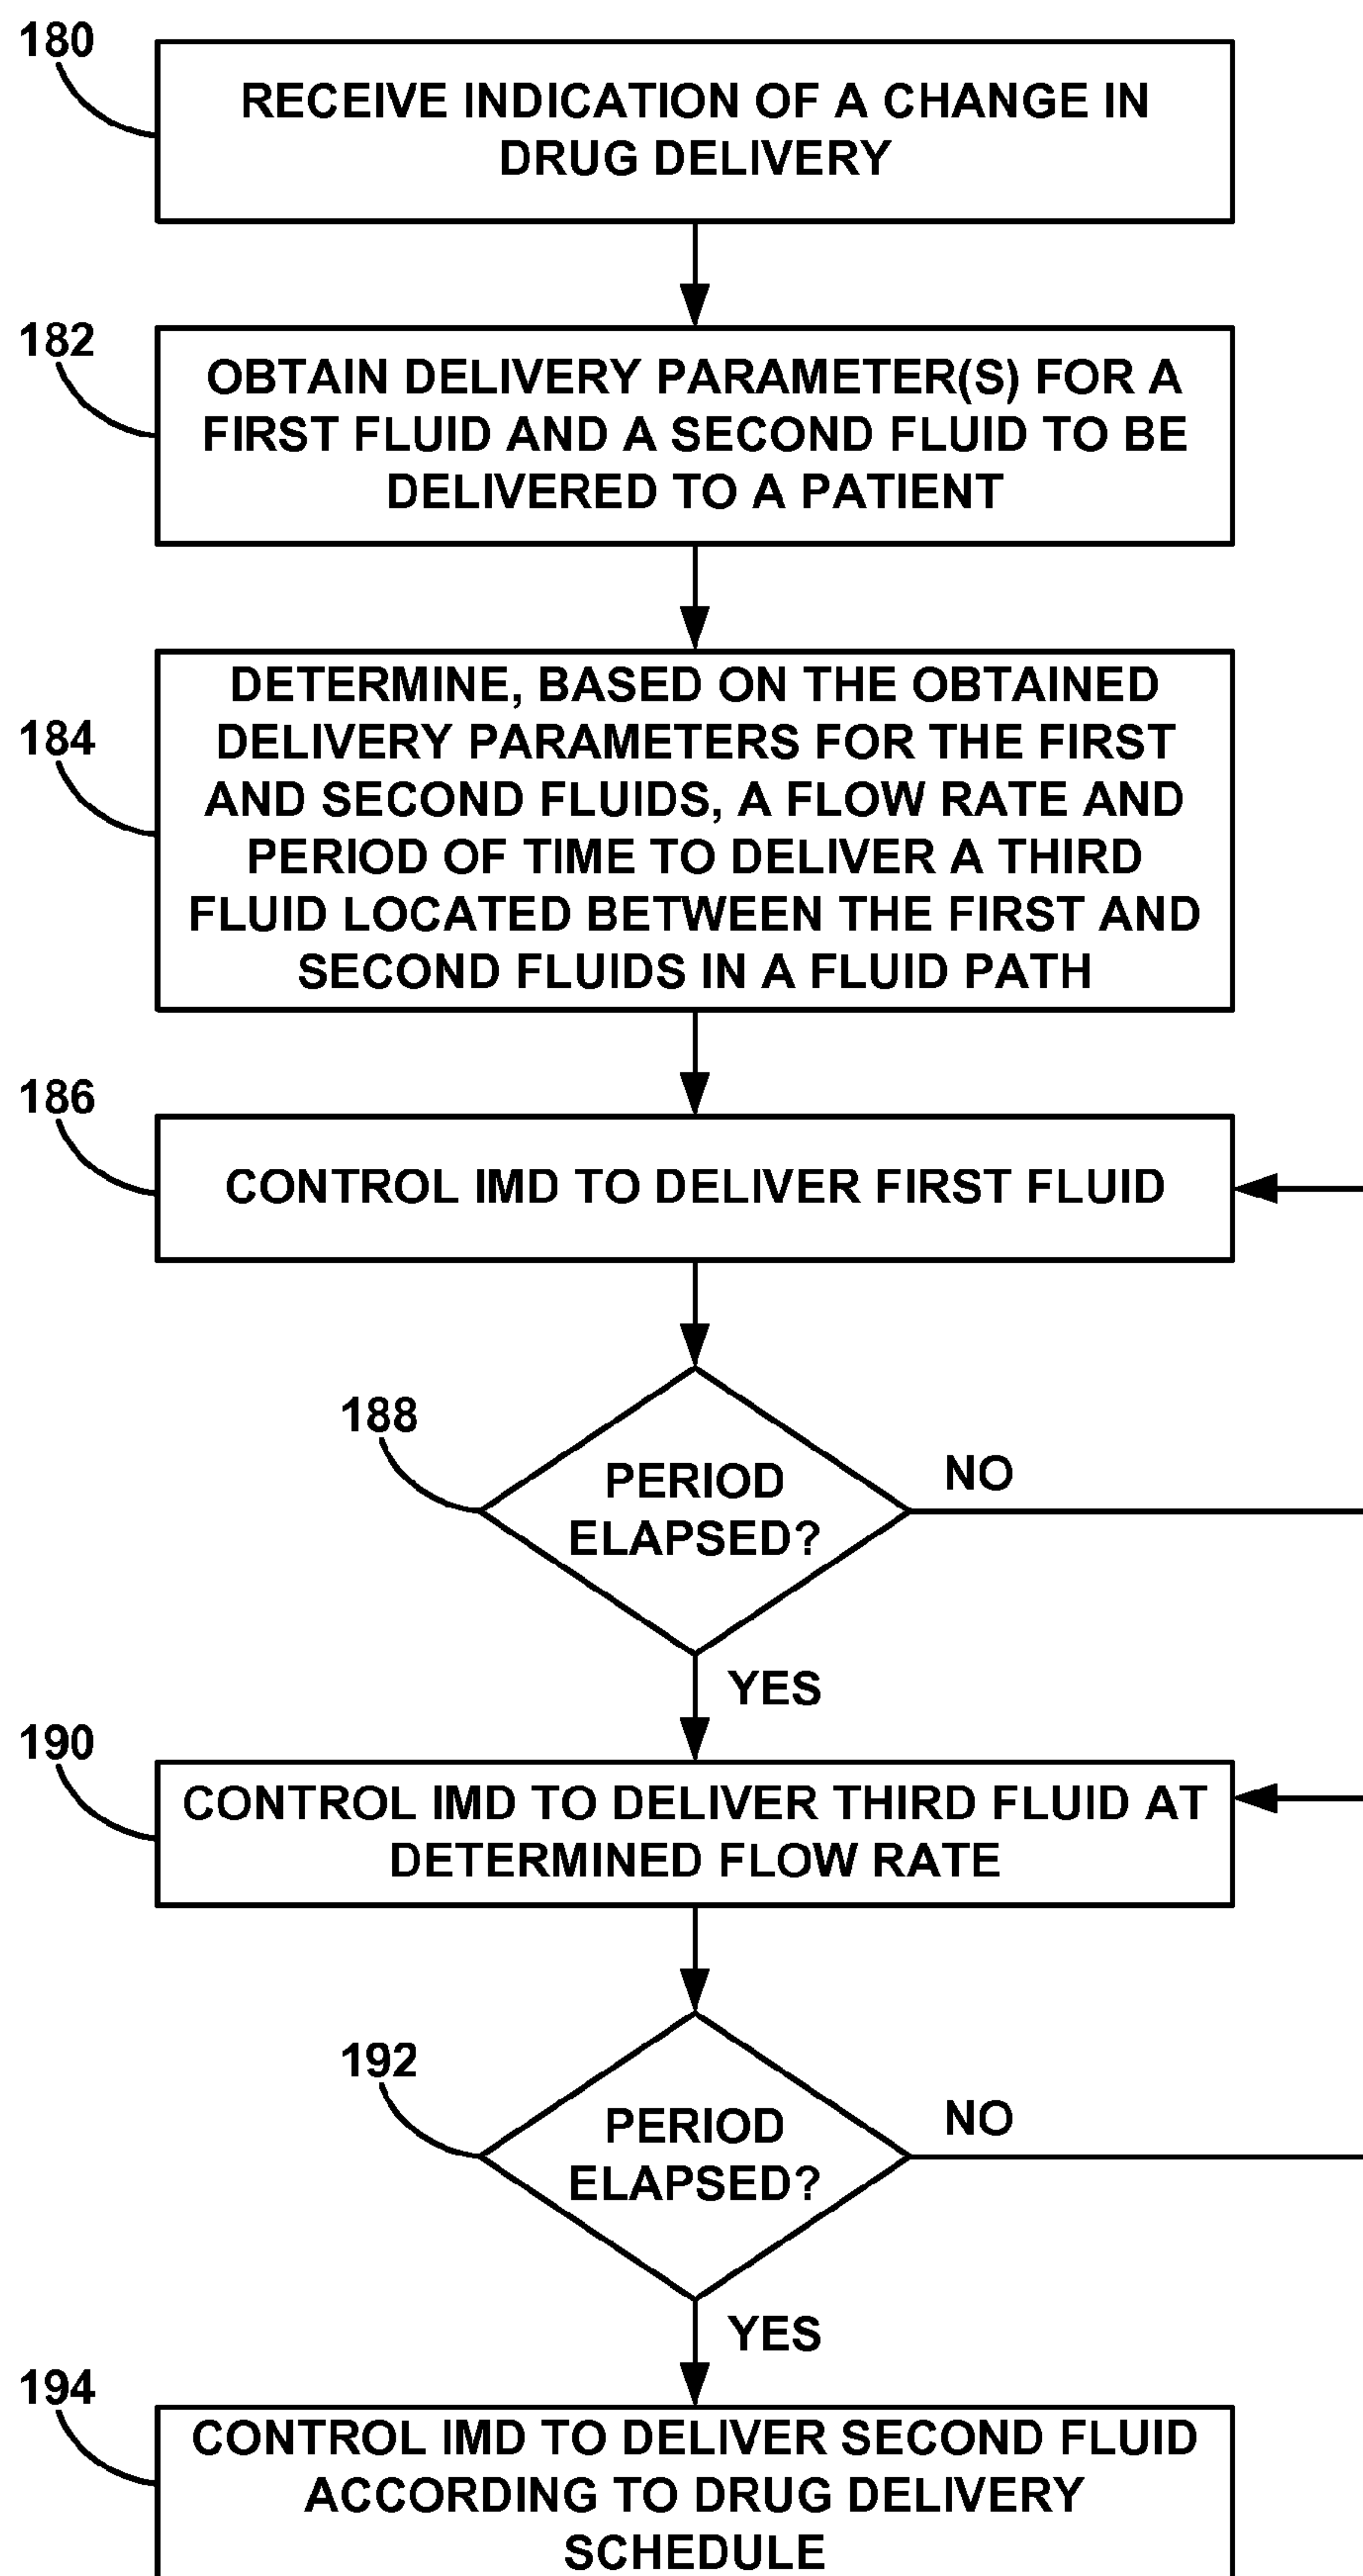 180
RECEIVE INDICATION OF A CHANGE IN
DRUG DELIVERY
182
OBTAIN DELIVERY PARAMETER(S) FOR A
FIRST FLUID AND A SECOND FLUID TO BE
DELIVERED TO A PATIENT
184
DETERMINE, BASED ON THE OBTAINED
DELIVERY PARAMETERS FOR THE FIRST
AND SECOND FLUIDS, A FLOW RATE AND
PERIOD OF TIME TO DELIVER A THIRD
FLUID LOCATED BETWEEN THE FIRST AND
SECOND FLUIDS IN A FLUID PATH
186
CONTROL IMD TO DELIVER FIRST FLUID
188
PERIOD
ELAPSED?
NO
YES
190
CONTROL IMD TO DELIVER THIRD FLUID AT
DETERMINED FLOW RATE
192
PERIOD
ELAPSED?
NO
YES
194
CONTROL IMD TO DELIVER SECOND FLUID
ACCORDING TO DRUG DELIVERY
SCHEDULE